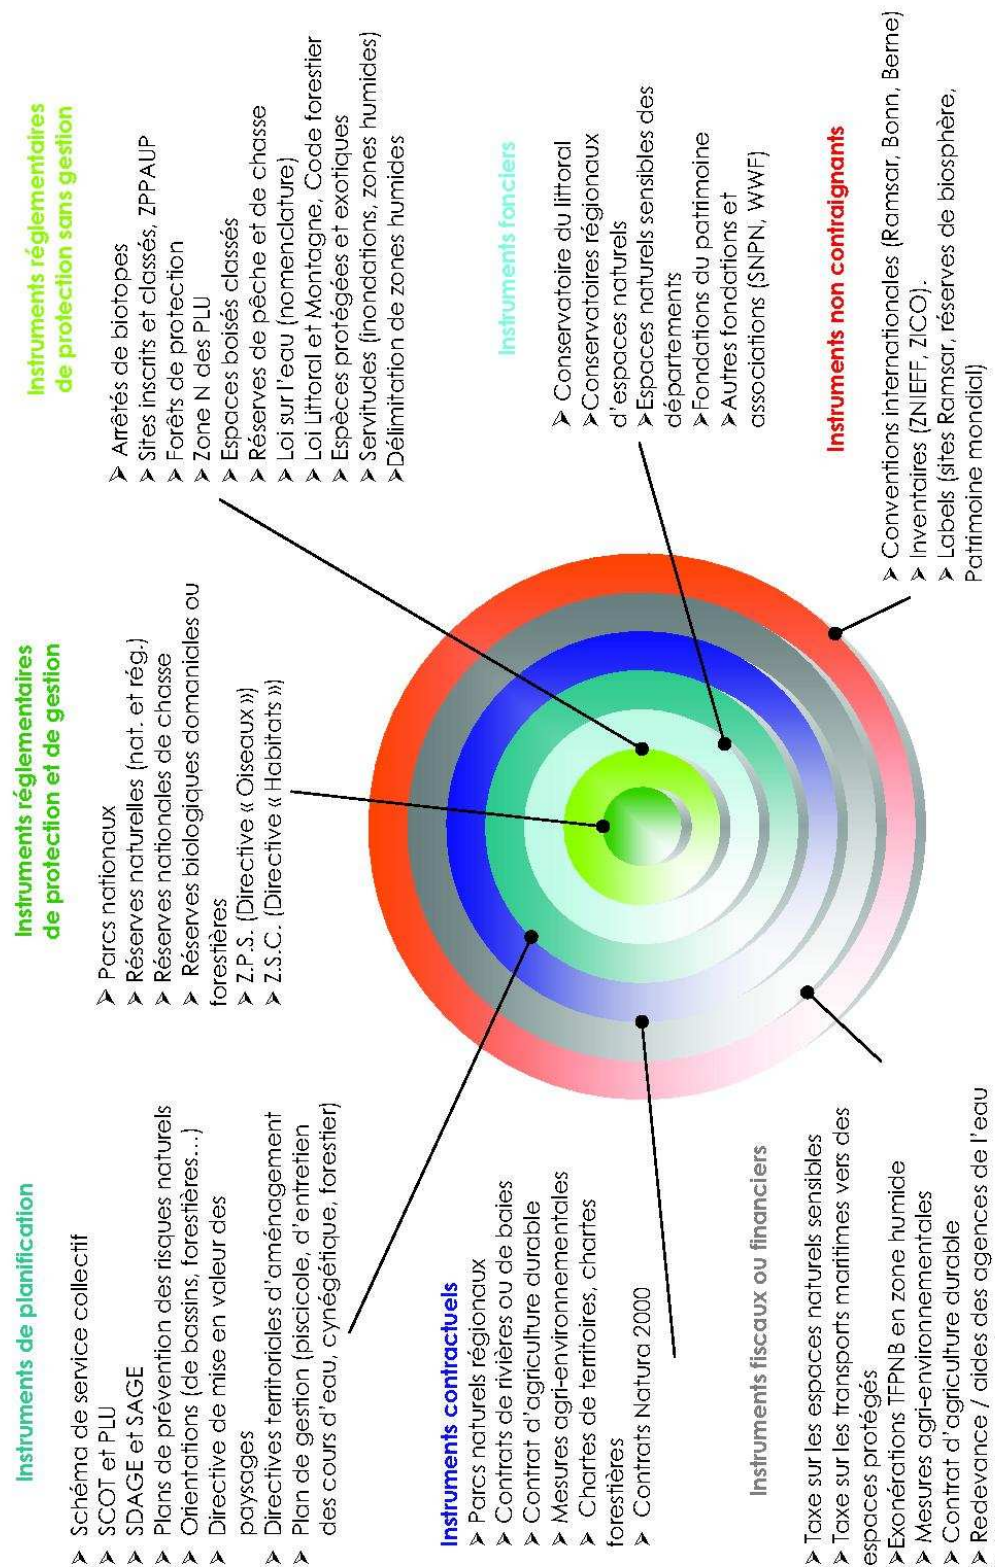 Instruments de planification
➤ Schéma de service collectif
➤ SCOT et PLU
➤ SDAGE et SAGE
➤ Plans de prévention des risques naturels
➤ Orientations (de bassins, forestières...)
➤ Directive de mise en valeur des
paysages
➤ Directives territoriales d'aménagement
➤ Plan de gestion (piscicole, d'entretien
des cours d'eau, cynégétique, forestier)
Instruments réglementaires
de protection et de gestion
➤ Parcs nationaux
➤ Réserves naturelles (nat. et rég.)
➤ Réserves nationales de chasse
➤ Réserves biologiques domaniales ou
forestières
➤ Z.P.S. (Directive « Oiseaux »)
➤ Z.S.C. (Directive « Habitats »)
Instruments réglementaires
de protection sans gestion
➤ Arrêtés de biotopes
➤ Sites inscrits et classés, ZPPAUP
➤ Forêts de protection
➤ Zone N des PLU
➤ Espaces boisés classés
➤ Réserves de pêche et de chasse
➤ Loi sur l'eau (nomenclature)
➤ Loi Littoral et Montagne, Code forestier
➤ Espèces protégées et exotiques
➤ Servitudes (inondations, zones humides)
➤Délimitation de zones humides
Instruments contractuels
➤ Parcs naturels régionaux
➤ Contrats de rivières ou de baies
➤ Contrat d'agriculture durable
➤ Mesures agri-environnementales
➤ Chartes de territoires, chartes
forestières
➤ Contrats Natura 2000
Instruments fonciers
➤ Conservatoire du littoral
➤Conservatoires régionaux
d'espaces naturels
➤Espaces naturels sensibles des
départements
➤Fondations du patrimoine
➤Autres fondations et
associations (SNPN, WWF)
Instruments fiscaux ou financiers
➤ Taxe sur les espaces naturels sensibles
➤ Taxe sur les transports maritimes vers des
espaces protégés
➤Exonérations TFPNB en zone humide
➤ Mesures agri-environnementales
➤ Contrat d'agriculture durable
➤ Redevance / aides des agences de l'eau
Instruments non contraignants
➤ Conventions internationales (Ramsar, Bonn, Berne)
➤ Inventaires (ZNIEFF, ZICO).
➤ Labels (sites Ramsar, réserves de biosphère,
Patrimoine mondial)